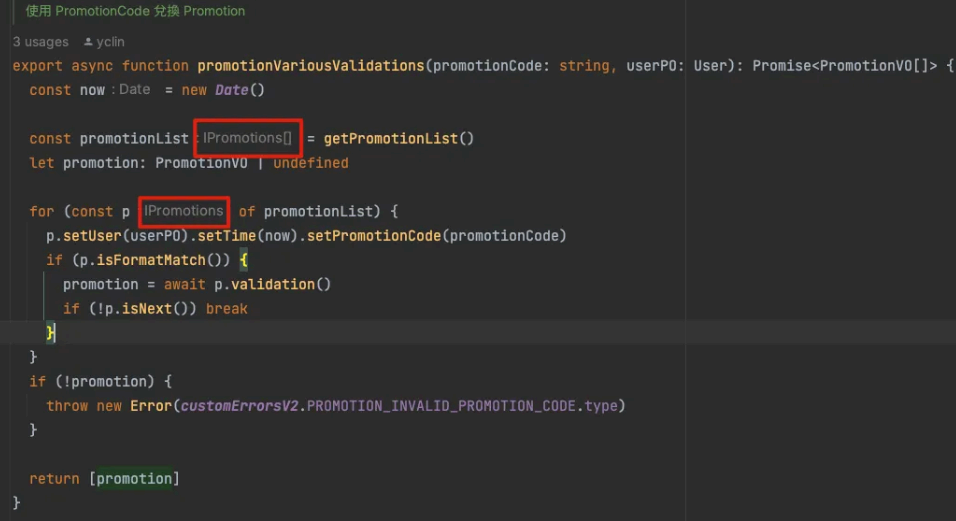 使用 PromotionCode 兌換 Promotion
3 usages yclin
export async function promotionVariousValidations(promotionCode: string, userPO: User): Promise<PromotionVO[]> {
const now : Date = new Date()
const promotionList : IPromotions[] = getPromotionList()
let promotion: PromotionVO | undefined
for (const p IPromotions of promotionList) {
p.setUser(userPO).setTime(now).setPromotionCode(promotionCode)
if (p.isFormatMatch()) {
promotion = await p.validation()
if (!p.isNext()) break
}
}
if (!promotion) {
throw new Error(customErrorsV2.PROMOTION_INVALID_PROMOTION_CODE.type)
}
return [promotion]
}